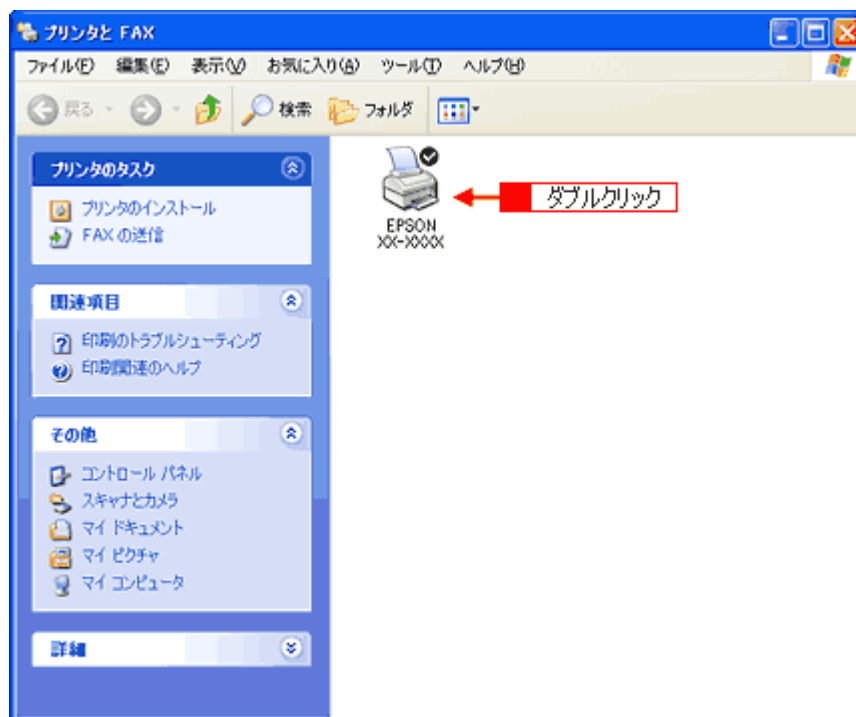 プリンタと FAX
ファイル(F) 編集(E) 表示(V) お気に入り(A) ツール(T) ヘルプ(H)
戻る 検索 フォルダ
プリンタのタスク
プリンタのインストール
FAX の送信
関連項目
印刷のトラブルシューティング
印刷関連のヘルプ
その他
コントロール パネル
スキャナとカメラ
マイ ドキュメント
マイ ピクチャ
マイ コンピュータ
詳細
EPSON
XX-XXXX
ダブルクリック